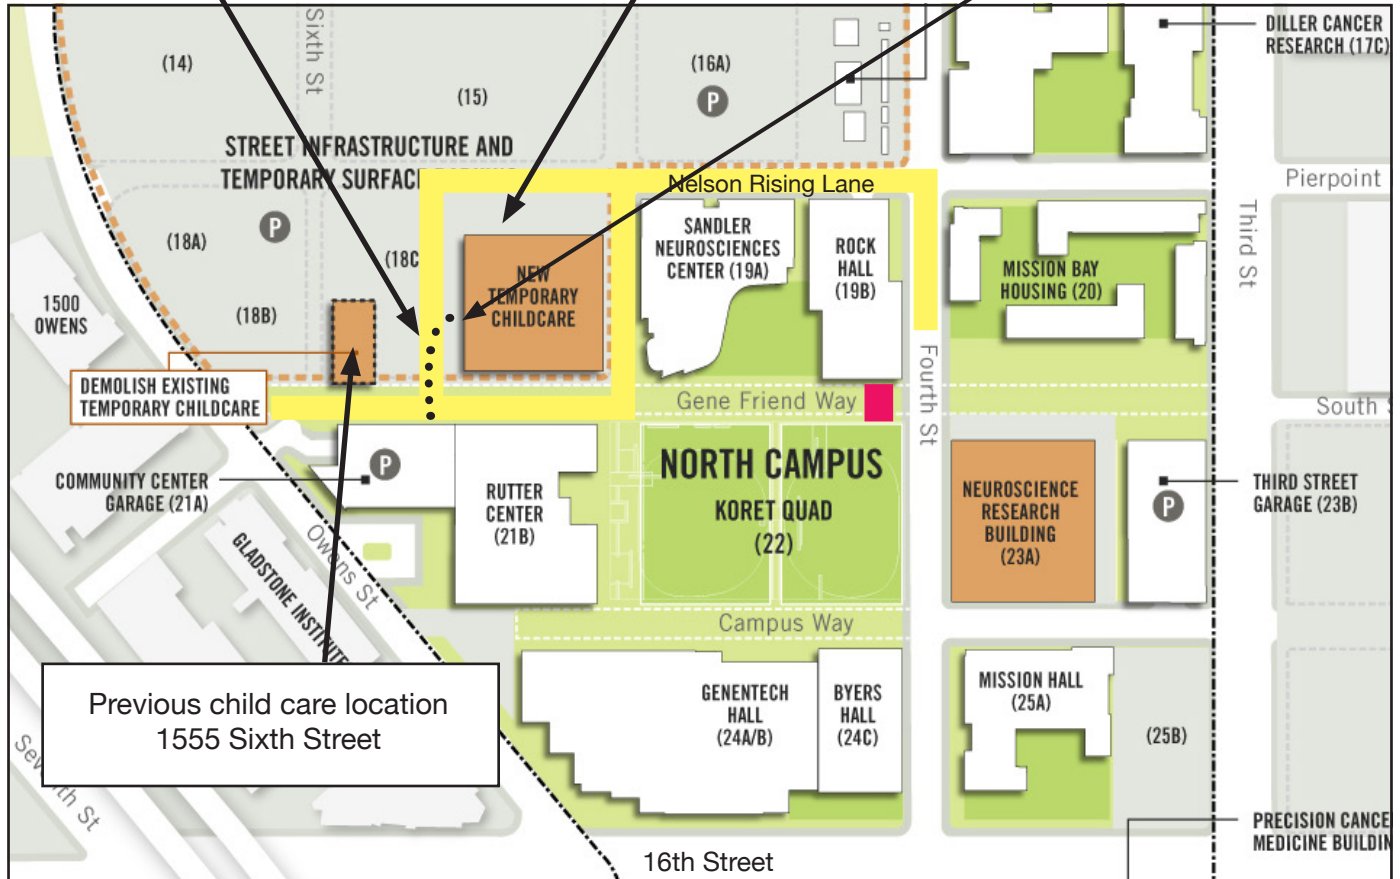 DILLER CANCER
RESEARCH (17C)
Sixth St
(14)
(15)
(16A)
P
STREET INFRASTRUCTURE AND
TEMPORARY SURFACE
Nelson Rising Lane
Pierpoint
(18A)
P
(18C
(18B)
1500
OWENS
NEW
TEMPORARY
CHILDCARE
SANDLER
NEUROSCIENCES
CENTER (19A)
ROCK
HALL
(19B)
MISSION BAY
HOUSING (20)
Third St
DEMOLISH EXISTING
TEMPORARY CHILDCARE
Gene Friend Way
Fourth St
South
COMMUNITY CENTER
GARAGE (21A)
P
RUTTER
CENTER
(21B)
NORTH CAMPUS
KORET QUAD
(22)
NEUROSCIENCE
RESEARCH
BUILDING
(23A)
P
THIRD STREET
GARAGE (23B)
Owens St
GLADSTONE INSTITUTE
Campus Way
Previous child care location
1555 Sixth Street
GENENTECH
HALL
(24A/B)
BYERS
HALL
(24C)
MISSION HALL
(25A)
(25B)
Seventh St
16th Street
PRECISION CANCE
MEDICINE BUILDIN